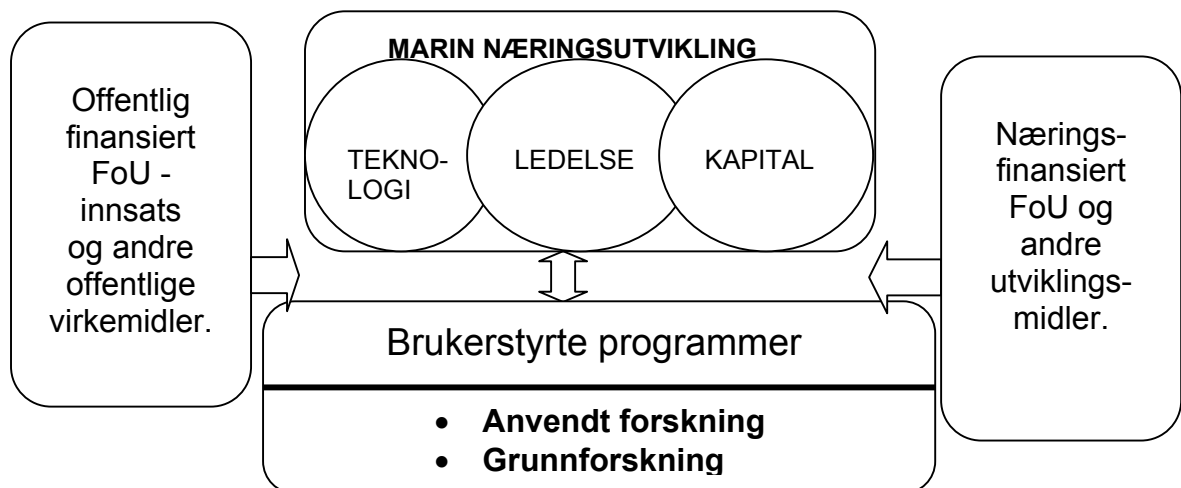 Offentlig
finansiert
FoU -
innsats
og andre
offentlige
virkemidler.
MARIN NÆRINGSUTVIKLING
TEKNO-
LOGI
LEDELSE
KAPITAL
Nærings-
finansiert
FoU og
andre
utviklings-
midler.
Brukerstyrte programmer
• Anvendt forskning
• Grunnforskning